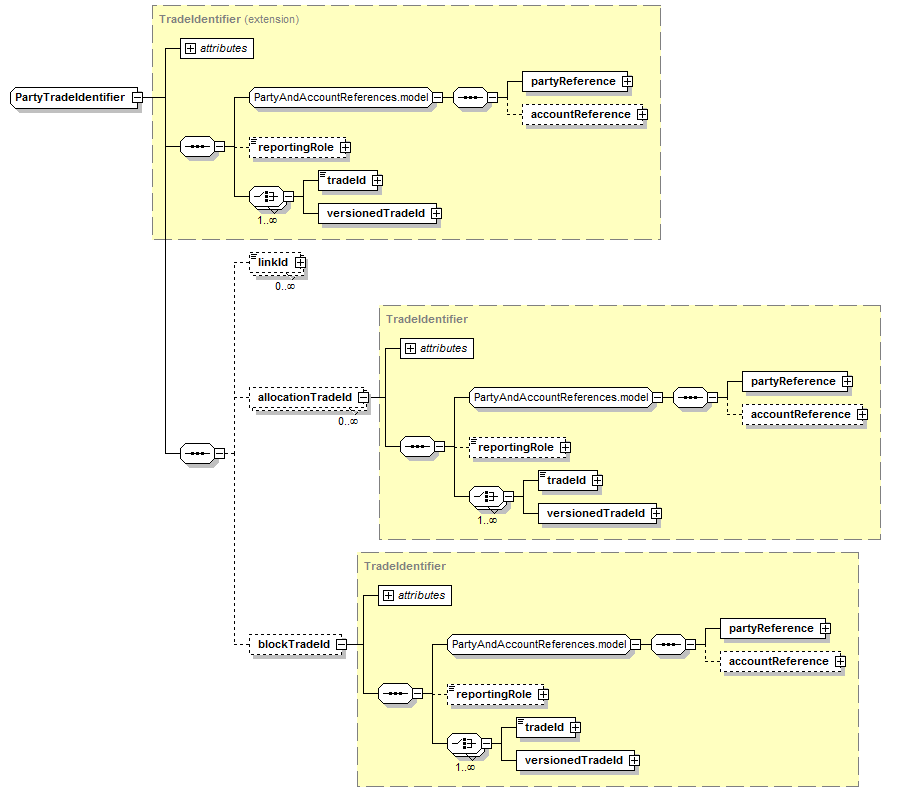 TradeIdentifier (extension)
attributes
PartyTradeIdentifier
PartyAndAccountReferences.model
partyReference
accountReference
reportingRole
tradeId
versionedTradeId
1..∞
linkId
0..∞
TradeIdentifier
attributes
allocationTradeId
0..∞
PartyAndAccountReferences.model
partyReference
accountReference
reportingRole
tradeId
versionedTradeId
1..∞
TradeIdentifier
attributes
blockTradeId
PartyAndAccountReferences.model
partyReference
accountReference
reportingRole
tradeId
versionedTradeId
1..∞